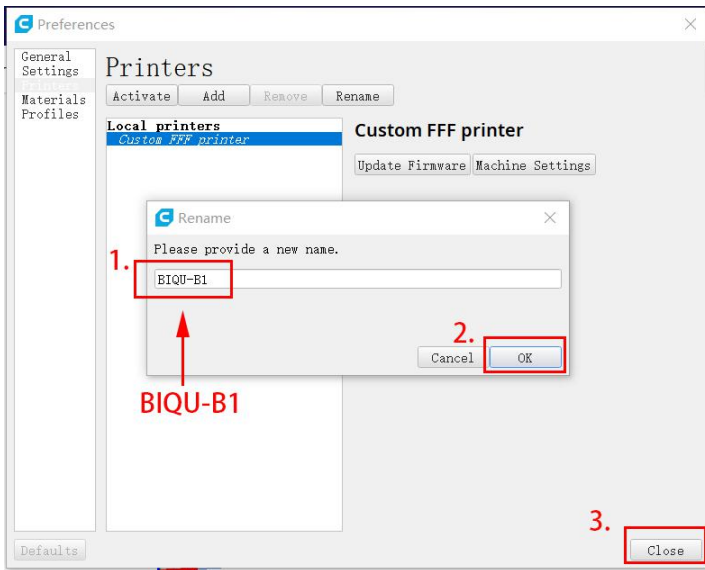 Preferences
General
Settings
Printers
Materials
Profiles
Printers
Activate Add Remove Rename
Local printers
Custom FFF printer
Custom FFF printer
Update Firmware Machine Settings
Rename
Please provide a new name.
1.
BIQU-B1
2.
Cancel OK
BIQU-B1
3.
Defaults Close